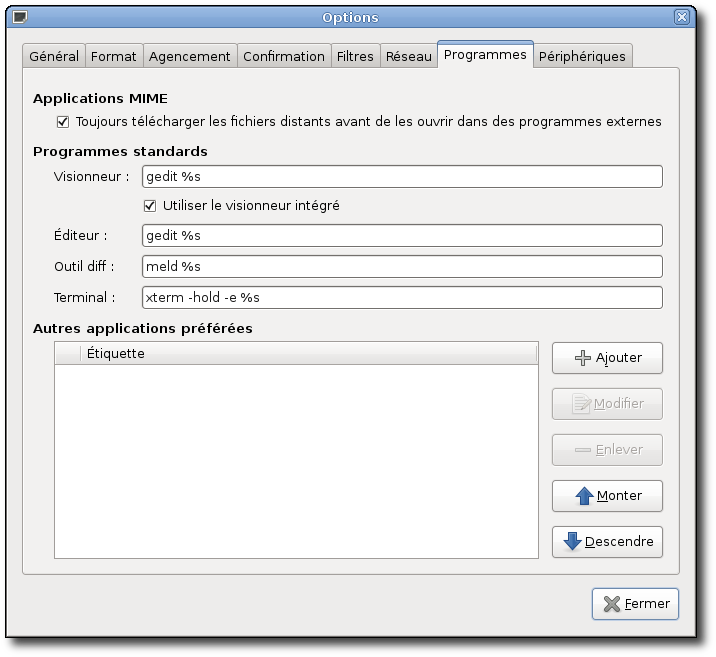 Options
Général Format Agencement Confirmation Filtres Réseau Programmes Périphériques
Applications MIME
Toujours télécharger les fichiers distants avant de les ouvrir dans des programmes externes
Programmes standards
Visionneur : gedit %s
Utiliser le visionneur intégré
Éditeur : gedit %s
Outil diff : meld %s
Terminal : xterm -hold -e %s
Autres applications préférées
Étiquette
Ajouter
Modifier
Enlever
Monter
Descendre
Fermer